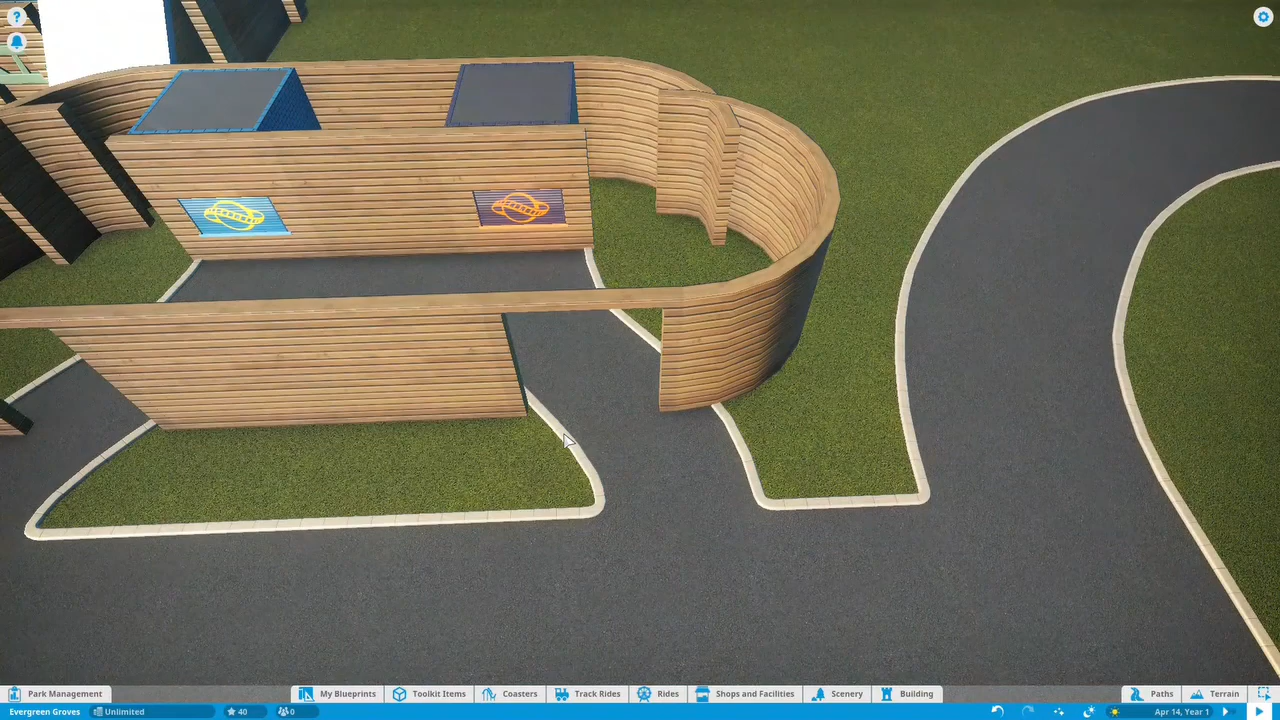 ?
Park Management
My Blueprints
Toolkit Items
Coasters
Track Rides
Rides
Shops and Facilities
Scenery
Building
Paths
Terrain
Evergreen Groves
Unlimited
40
0
Apr 14, Year 1